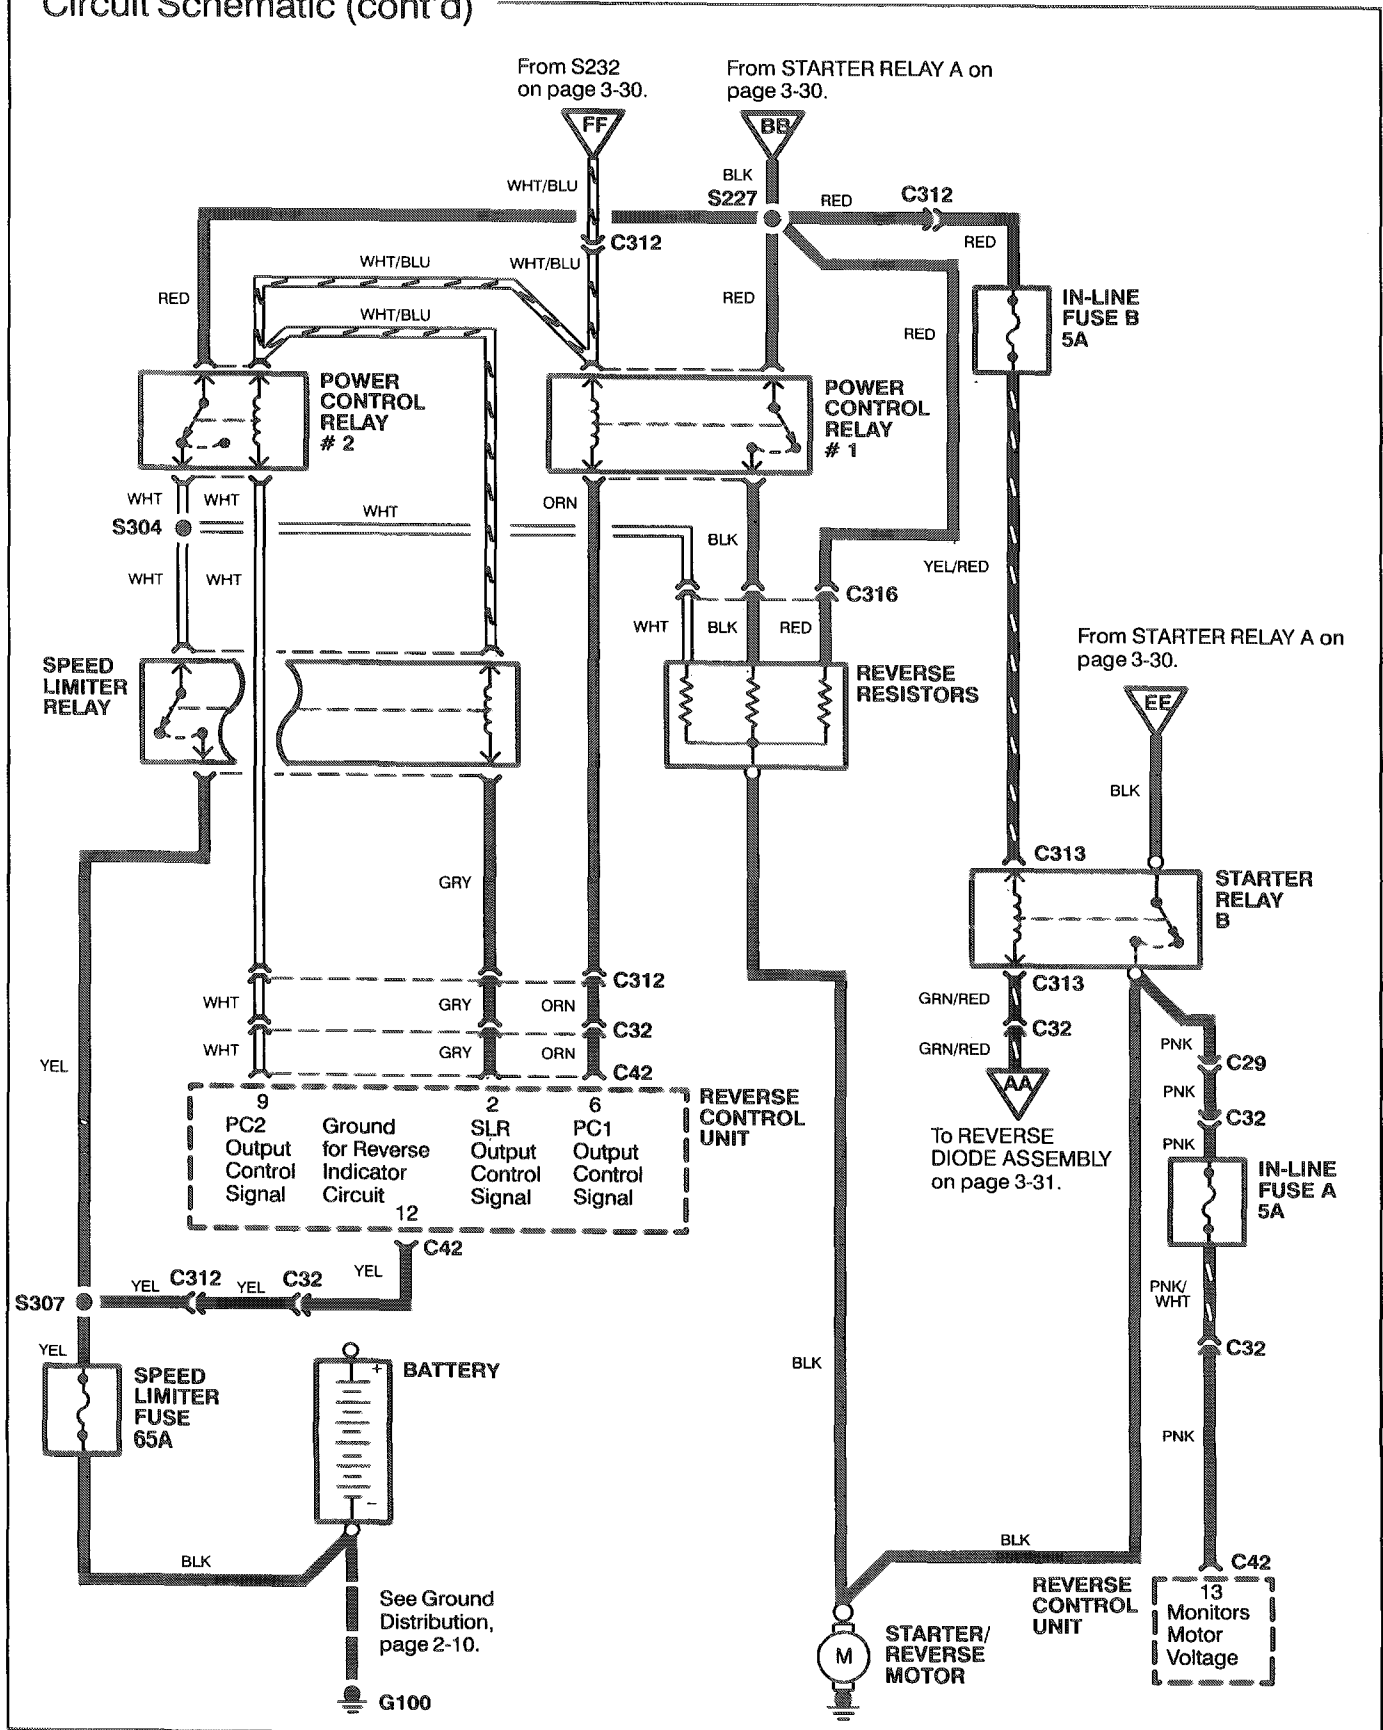 Circuit Schematic (cont'd)
From S232
on page 3-30.
From STARTER RELAY A on
page 3-30.
FF
BB
WHT/BLU
BLK
S227
RED
C312
C312
RED
WHT/BLU
WHT/BLU
RED
RED
WHT/BLU
RED
IN-LINE
FUSE B
5A
POWER
CONTROL
RELAY
# 2
POWER
CONTROL
RELAY
# 1
WHT
WHT
S304
WHT
ORN
BLK
WHT
WHT
YEL/RED
C316
WHT
BLK
RED
From STARTER RELAY A on
page 3-30.
EE
SPEED
LIMITER
RELAY
REVERSE
RESISTORS
BLK
C313
STARTER
RELAY
B
GRY
C312
C313
WHT
GRY
ORN
GRN/RED
C32
C32
WHT
GRY
ORN
GRN/RED
PNK
C29
YEL
C42
AA
PNK
C32
PNK
REVERSE
CONTROL
UNIT
9
PC2
Output
Control
Signal
Ground
for Reverse
Indicator
Circuit
12
2
SLR
Output
Control
Signal
6
PC1
Output
Control
Signal
To REVERSE
DIODE ASSEMBLY
on page 3-31.
IN-LINE
FUSE A
5A
C42
YEL
C312
YEL
C32
YEL
S307
PNK/
WHT
C32
YEL
SPEED
LIMITER
FUSE
65A
+
BATTERY
−
BLK
PNK
BLK
BLK
See Ground
Distribution,
page 2-10.
G100
M
STARTER/
REVERSE
MOTOR
C42
REVERSE
CONTROL
UNIT
13
Monitors
Motor
Voltage